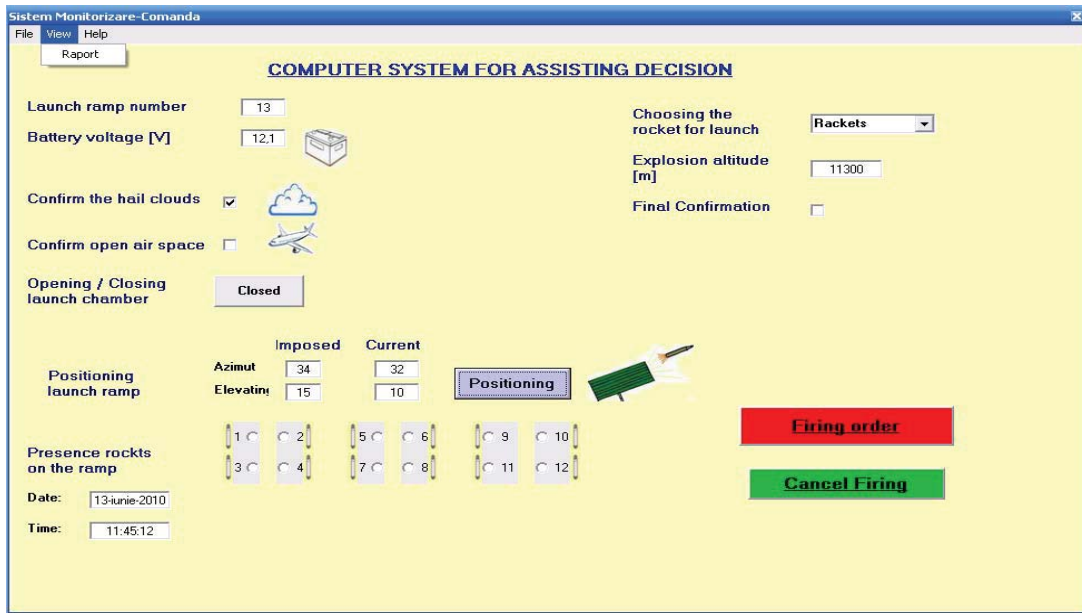 Sistem Monitorizare-Comanda
File View Help
Raport
COMPUTER SYSTEM FOR ASSISTING DECISION
Launch ramp number 13
Battery voltage [V] 12,1
Choosing the
rocket for launch
Rackets
Explosion altitude
[m]
11300
Confirm the hail clouds
Final Confirmation
Confirm open air space
Opening / Closing
launch chamber
Closed
Imposed Current
Positioning
launch ramp
Azimut 34 32
Elevating 15 10
Positioning
Presence rockts
on the ramp
1 2 5 6 9 10
3 4 7 8 11 12
Firing order
Cancel Firing
Date: 13-iunie-2010
Time: 11:45:12